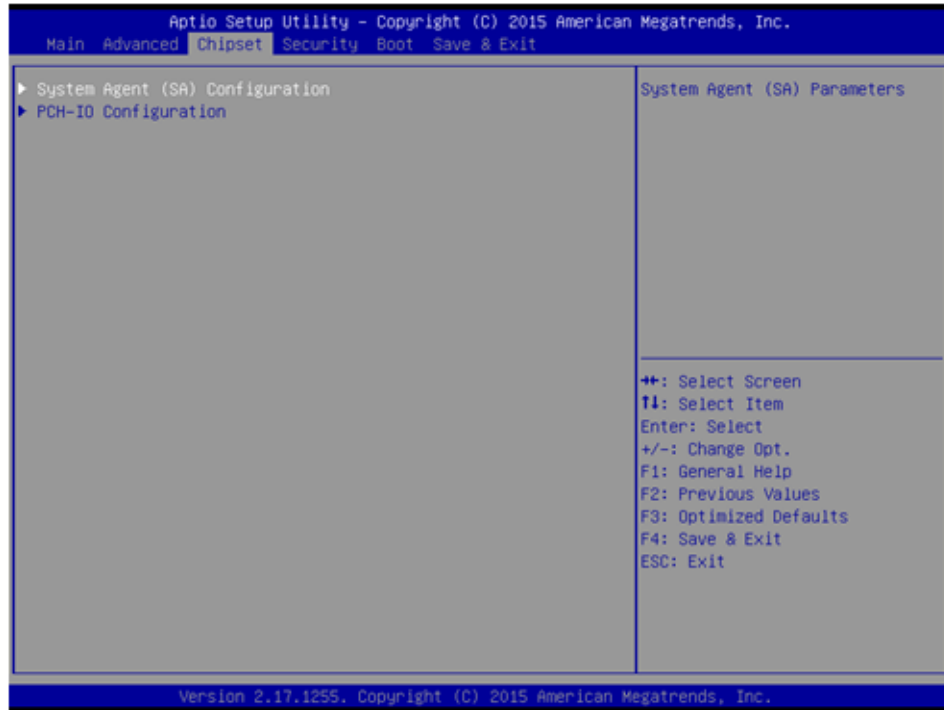 Aptio Setup Utility – Copyright (C) 2015 American Megatrends, Inc.
Main Advanced Chipset Security Boot Save & Exit
► System Agent (SA) Configuration
► PCH-IO Configuration
System Agent (SA) Parameters
→←: Select Screen
↑↓: Select Item
Enter: Select
+/-: Change Opt.
F1: General Help
F2: Previous Values
F3: Optimized Defaults
F4: Save & Exit
ESC: Exit
Version 2.17.1255. Copyright (C) 2015 American Megatrends, Inc.